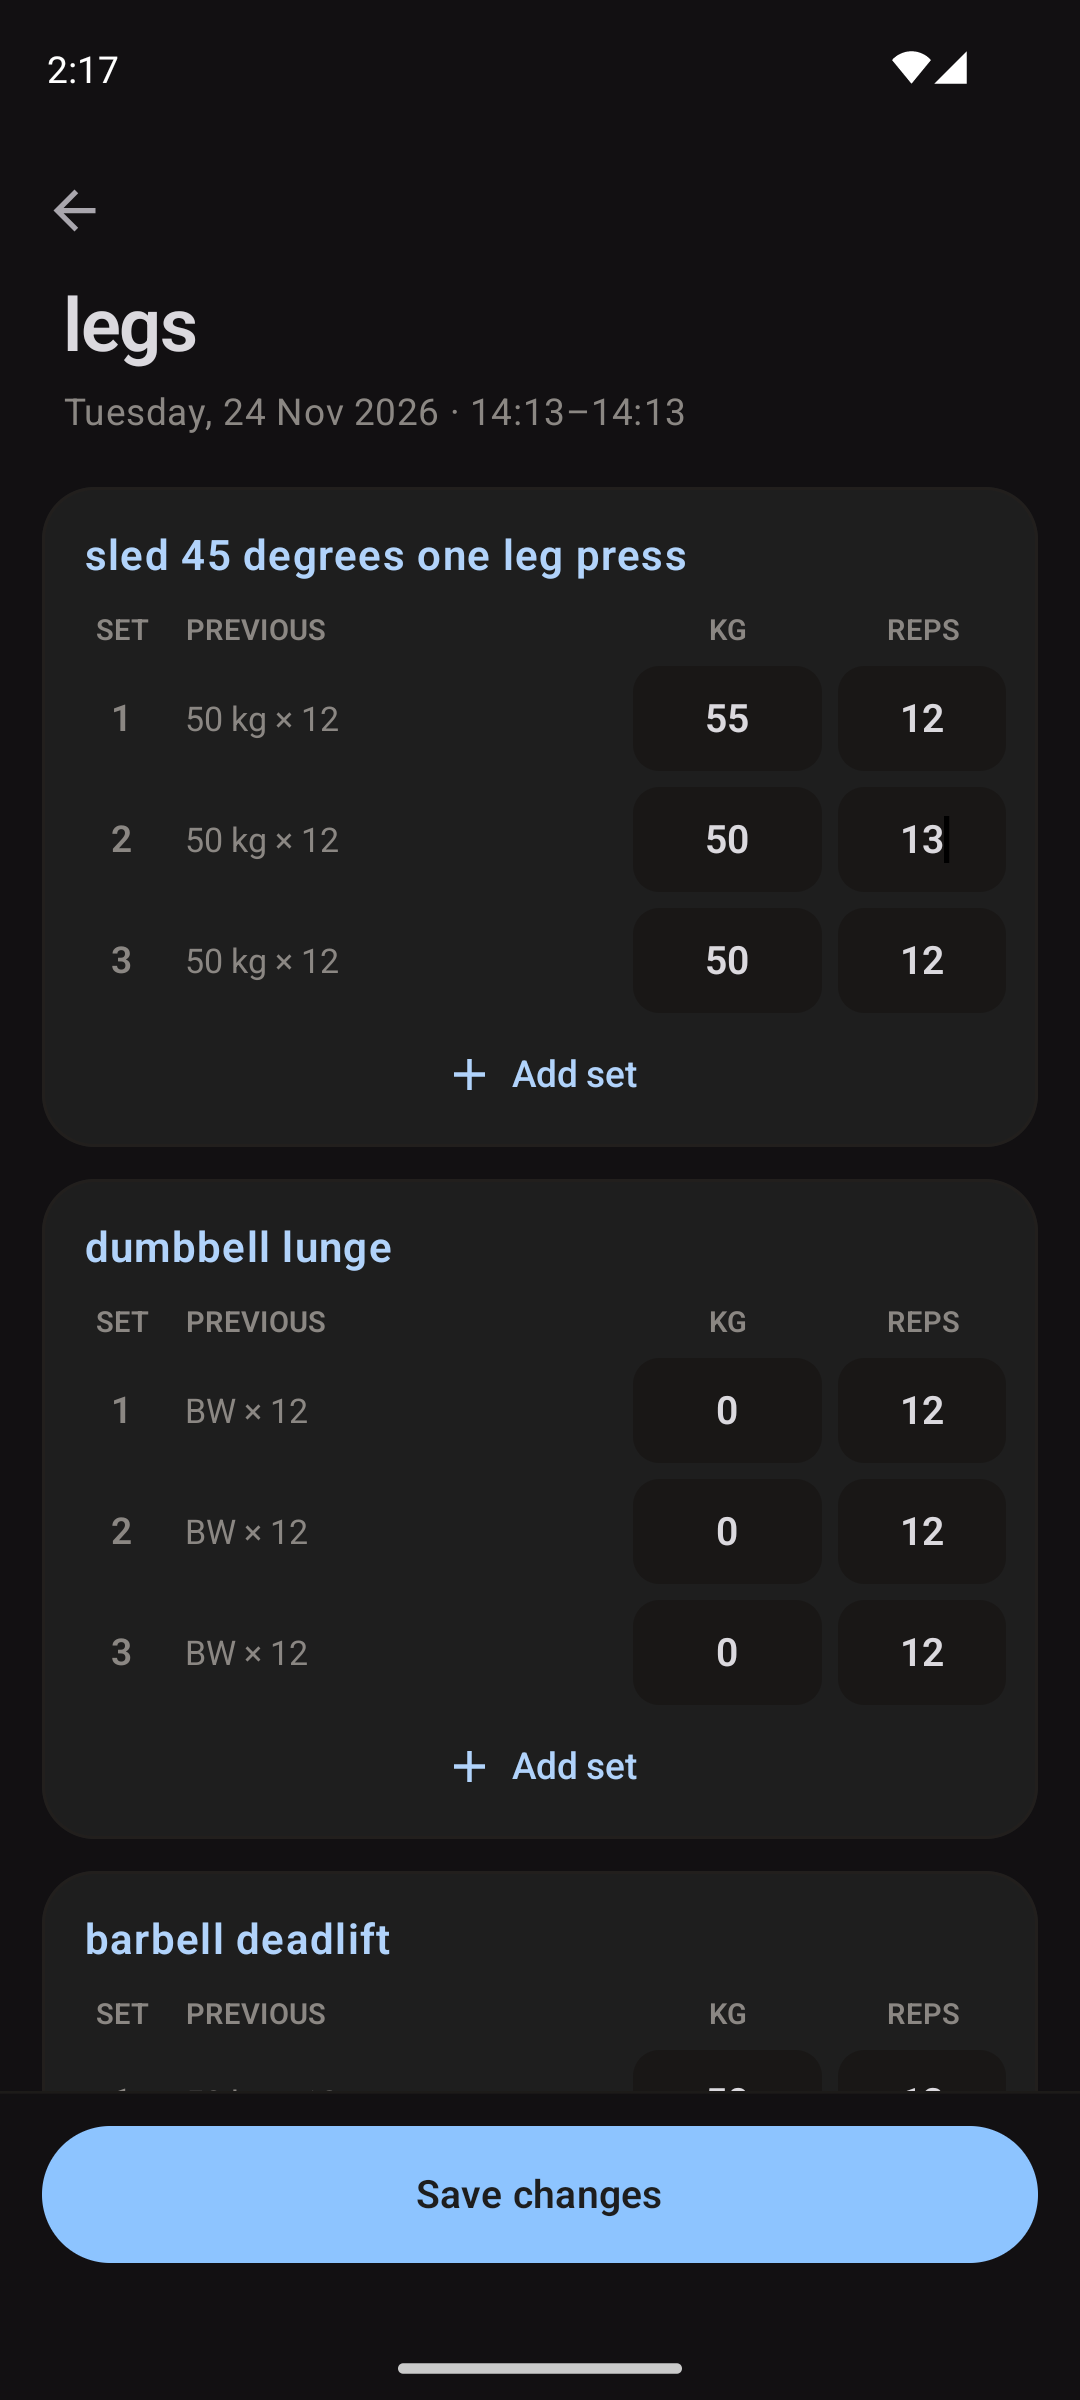 2:17
legs
Tuesday, 24 Nov 2026 · 14:13–14:13
sled 45 degrees one leg press
SET PREVIOUS KG REPS
1 50 kg × 12 55 12
2 50 kg × 12 50 13
3 50 kg × 12 50 12
Add set
dumbbell lunge
SET PREVIOUS KG REPS
1 BW × 12 0 12
2 BW × 12 0 12
3 BW × 12 0 12
Add set
barbell deadlift
SET PREVIOUS KG REPS
Save changes